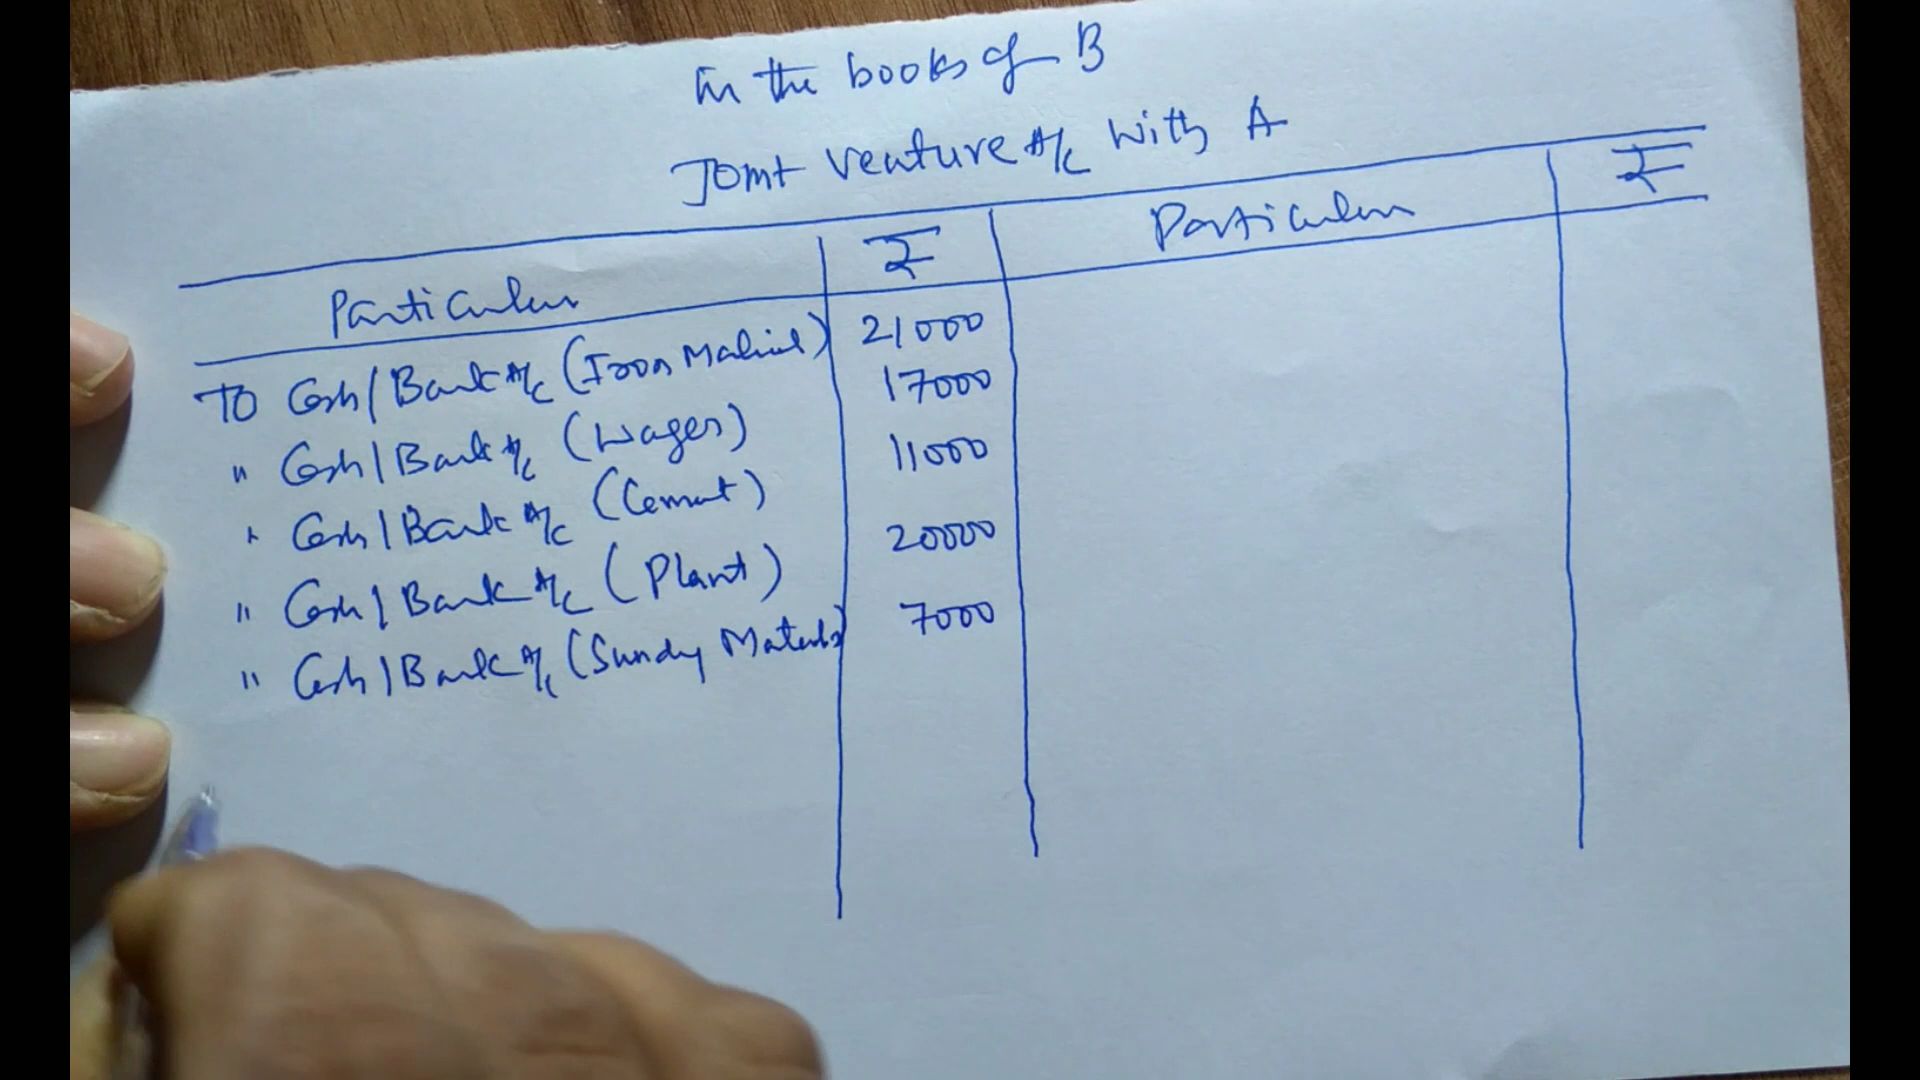 In the books of B
Joint Venture A/c with A
Particulars ₹ Particulars ₹
To Cash/Bank A/c (Iron Material) 21000
" Cash/Bank A/c (Wages) 17000
" Cash/Bank A/c (Cement) 11000
" Cash/Bank A/c (Plant) 20000
" Cash/Bank A/c (Sundry Materials) 7000